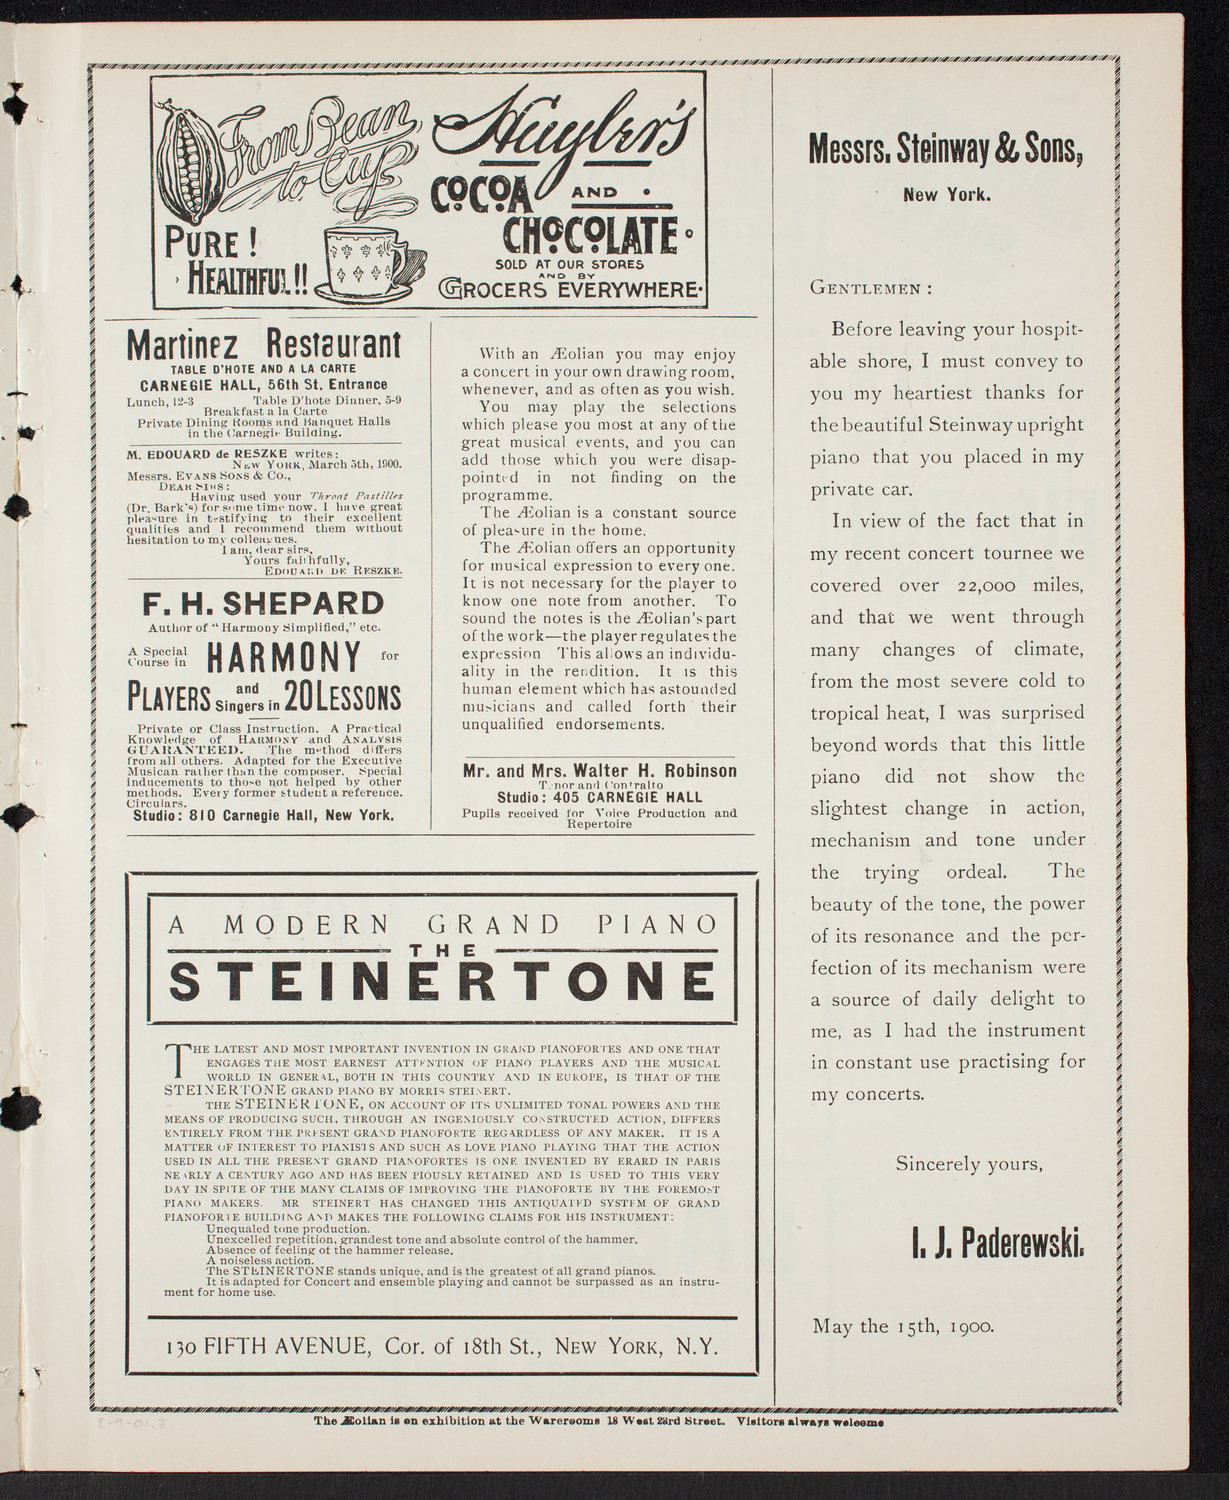 From Bean
to Cup
PURE!
HEALTHFUL!!
Huyler's
COCOA AND
CHOCOLATE
SOLD AT OUR STORES
AND BY
GROCERS EVERYWHERE
Martinez Restaurant
TABLE D'HOTE AND A LA CARTE
CARNEGIE HALL, 56th St. Entrance
Lunch, 12-3 Table D'hote Dinner, 5-9
Breakfast a la Carte
Private Dining Rooms and Banquet Halls
in the Carnegie Building.
M. EDOUARD de RESZKE writes:
NEW YORK, March 5th, 1900.
Messrs. EVANS SONS & Co.,
DEAR SIRS:
Having used your Throat Pastilles
(Dr. Bark's) for some time now, I have great
pleasure in testifying to their excellent
qualities and I recommend them without
hesitation to my colleagues.
I am, dear sirs,
Yours faithfully,
EDOUARD DE RESZKE.
F. H. SHEPARD
Author of "Harmony Simplified," etc.
A Special
Course in HARMONY for
PLAYERS and Singers in 20 LESSONS
Private or Class Instruction. A Practical
Knowledge of HARMONY and ANALYSIS
GUARANTEED. The method differs
from all others. Adapted for the Executive
Musican rather than the composer. Special
inducements to those not helped by other
methods. Every former student a reference.
Circulars.
Studio: 810 Carnegie Hall, New York.
With an Æolian you may enjoy
a concert in your own drawing room,
whenever, and as often as you wish.
You may play the selections
which please you most at any of the
great musical events, and you can
add those which you were disap-
pointed in not finding on the
programme.
The Æolian is a constant source
of pleasure in the home.
The Æolian offers an opportunity
for musical expression to every one.
It is not necessary for the player to
know one note from another. To
sound the notes is the Æolian's part
of the work—the player regulates the
expression This allows an individu-
ality in the rendition. It is this
human element which has astounded
musicians and called forth their
unqualified endorsements.
Mr. and Mrs. Walter H. Robinson
Tenor and Contralto
Studio: 405 CARNEGIE HALL
Pupils received for Voice Production and
Repertoire
A MODERN GRAND PIANO
THE
STEINERTONE
THE LATEST AND MOST IMPORTANT INVENTION IN GRAND PIANOFORTES AND ONE THAT
ENGAGES THE MOST EARNEST ATTENTION OF PIANO PLAYERS AND THE MUSICAL
WORLD IN GENERAL, BOTH IN THIS COUNTRY AND IN EUROPE, IS THAT OF THE
STEINERTONE GRAND PIANO BY MORRIS STEINERT.
THE STEINERTONE, ON ACCOUNT OF ITS UNLIMITED TONAL POWERS AND THE
MEANS OF PRODUCING SUCH, THROUGH AN INGENIOUSLY CONSTRUCTED ACTION, DIFFERS
ENTIRELY FROM THE PRESENT GRAND PIANOFORTE REGARDLESS OF ANY MAKER. IT IS A
MATTER OF INTEREST TO PIANISTS AND SUCH AS LOVE PIANO PLAYING THAT THE ACTION
USED IN ALL THE PRESENT GRAND PIANOFORTES IS ONE INVENTED BY ERARD IN PARIS
NEARLY A CENTURY AGO AND HAS BEEN PIOUSLY RETAINED AND IS USED TO THIS VERY
DAY IN SPITE OF THE MANY CLAIMS OF IMPROVING THE PIANOFORTE BY THE FOREMOST
PIANO MAKERS. MR STEINERT HAS CHANGED THIS ANTIQUATED SYSTEM OF GRAND
PIANOFORTE BUILDING AND MAKES THE FOLLOWING CLAIMS FOR HIS INSTRUMENT:
Unequaled tone production.
Unexcelled repetition, grandest tone and absolute control of the hammer.
Absence of feeling of the hammer release.
A noiseless action.
The STEINERTONE stands unique, and is the greatest of all grand pianos.
It is adapted for Concert and ensemble playing and cannot be surpassed as an instru-
ment for home use.
130 FIFTH AVENUE, Cor. of 18th St., NEW YORK, N.Y.
Messrs. Steinway & Sons,
New York.
GENTLEMEN:
Before leaving your hospit-
able shore, I must convey to
you my heartiest thanks for
the beautiful Steinway upright
piano that you placed in my
private car.
In view of the fact that in
my recent concert tournee we
covered over 22,000 miles,
and that we went through
many changes of climate,
from the most severe cold to
tropical heat, I was surprised
beyond words that this little
piano did not show the
slightest change in action,
mechanism and tone under
the trying ordeal. The
beauty of the tone, the power
of its resonance and the per-
fection of its mechanism were
a source of daily delight to
me, as I had the instrument
in constant use practising for
my concerts.
Sincerely yours,
I. J. Paderewski.
May the 15th, 1900.
2-9-01.3
The Æolian is on exhibition at the Warerooms 18 West 23rd Street. Visitors always welcome